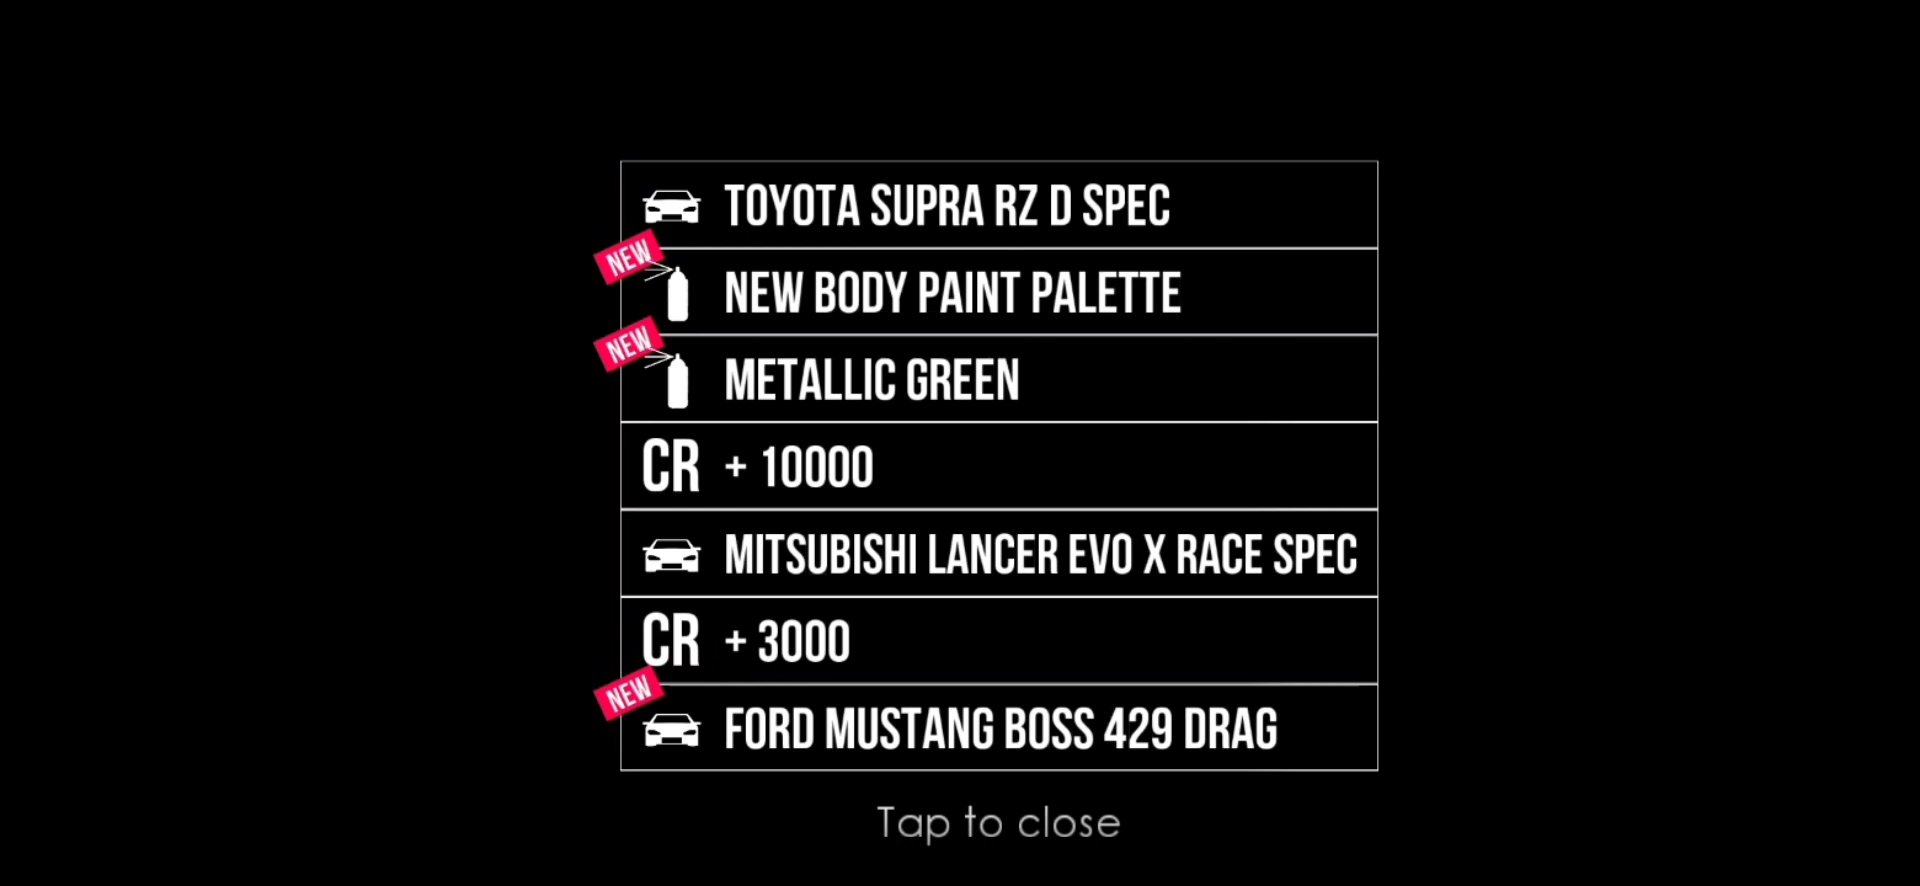 TOYOTA SUPRA RZ D SPEC
NEW
NEW BODY PAINT PALETTE
NEW
METALLIC GREEN
CR + 10000
MITSUBISHI LANCER EVO X RACE SPEC
CR + 3000
NEW
FORD MUSTANG BOSS 429 DRAG
Tap to close